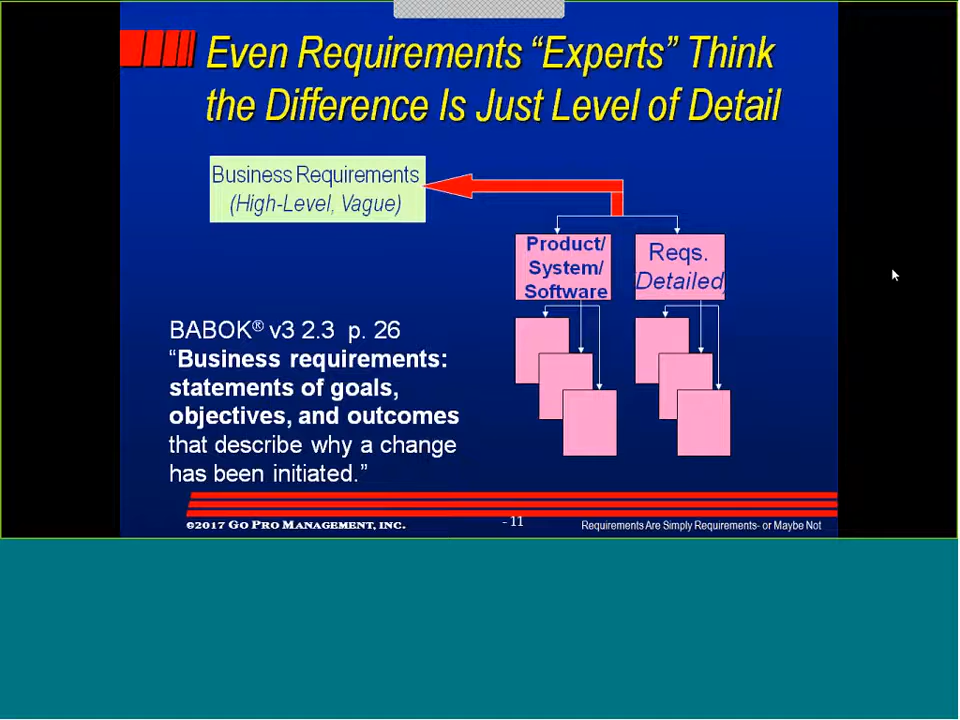 Even Requirements “Experts” Think
the Difference Is Just Level of Detail
Business Requirements
(High-Level, Vague)
Product/
System/
Software
Reqs.
(Detailed)
BABOK® v3 2.3 p. 26
“Business requirements:
statements of goals,
objectives, and outcomes
that describe why a change
has been initiated.”
©2017 GO PRO MANAGEMENT, INC.
- 11
Requirements Are Simply Requirements- or Maybe Not